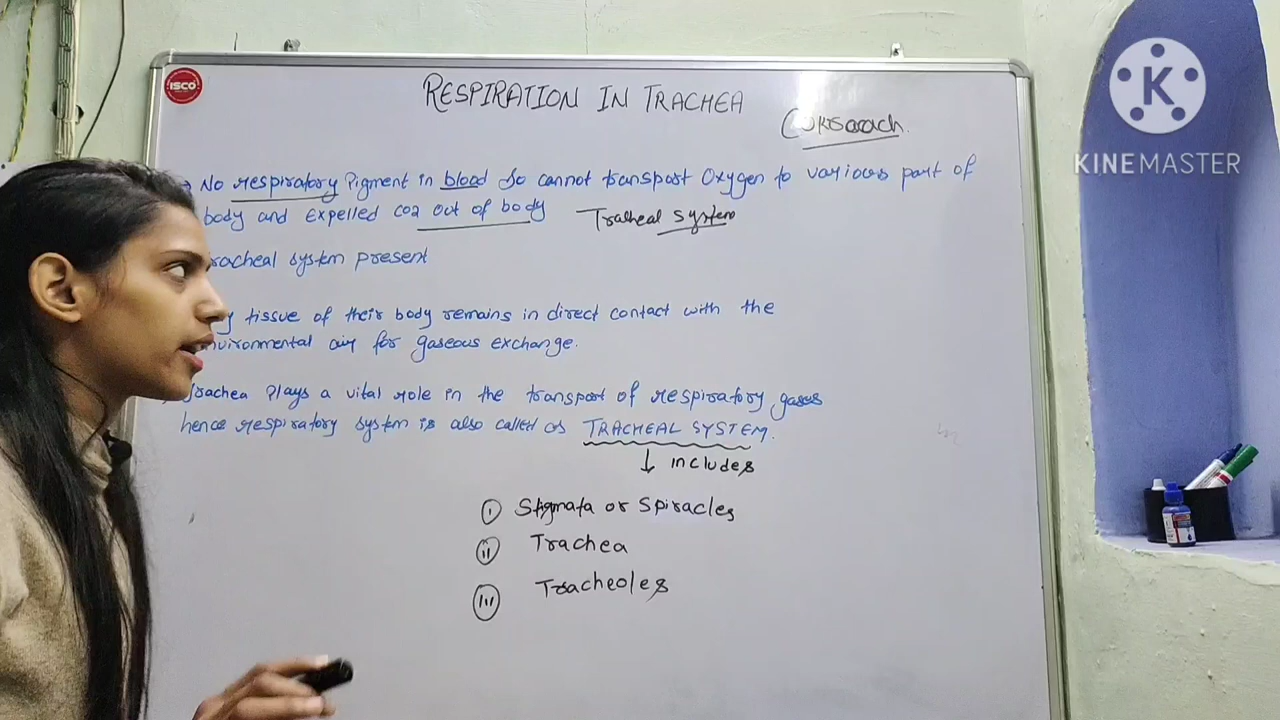 ISCO
RESPIRATION IN TRACHEA
Cockroach.
K
KINEMASTER
No respiratory Pigment in blood So cannot transport Oxygen to various part of
body and Expelled co2 out of body Tracheal system
racheal system present
y tissue of their body remains in direct contact with the
nvironmental air for gaseous exchange.
Trachea Plays a vital role in the transport of respiratory gases
hence respiratory system is also called as TRACHEAL SYSTEM.
↓ includes
(i) Stigmata or Spiracles
(ii) Trachea
(iii) Tracheoles